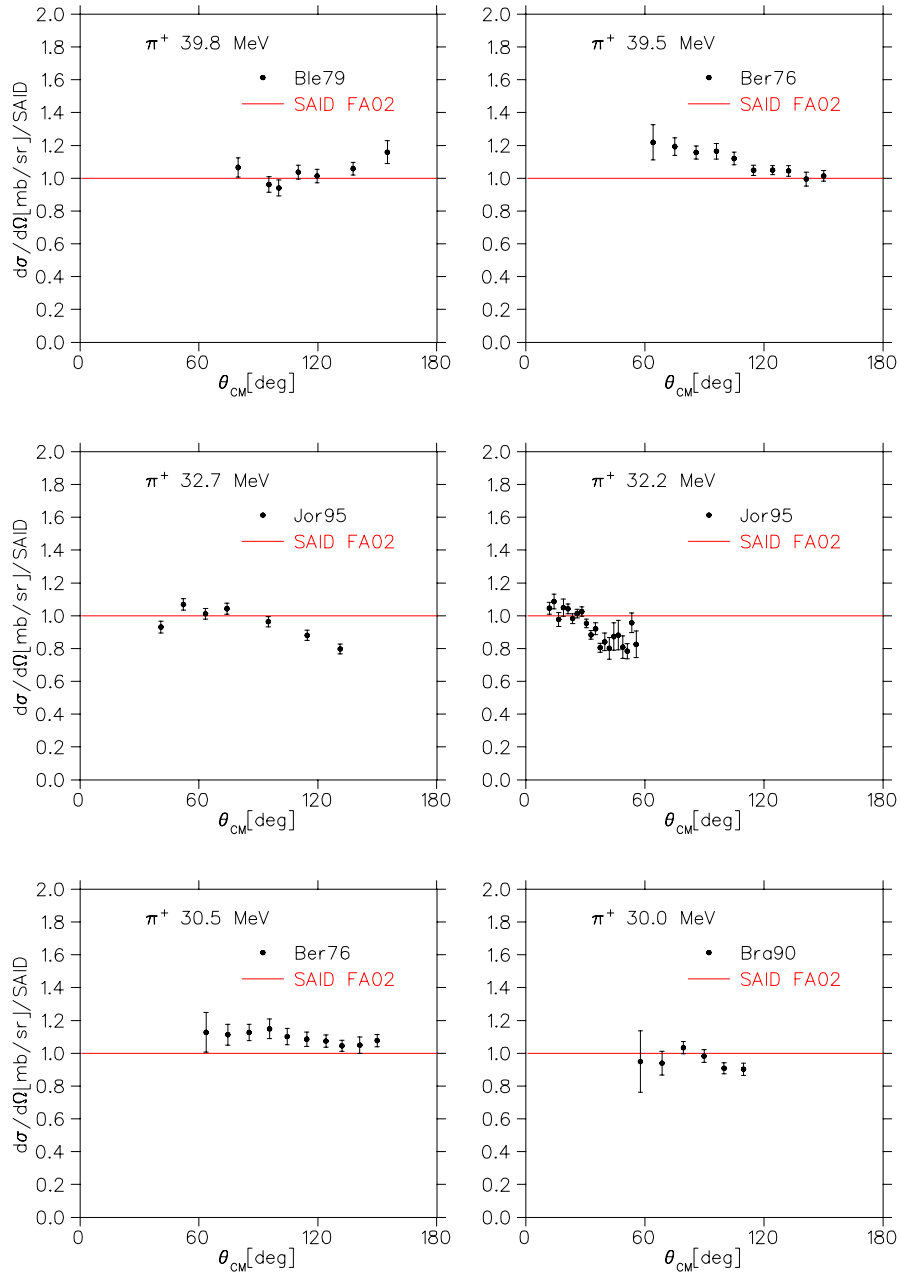 π+ 39.8 MeV
Ble79
SAID FA02
dσ/dΩ[mb/sr]/SAID
2.0
1.8
1.6
1.4
1.2
1.0
0.8
0.6
0.4
0.2
0.0
0 60 120 180
θCM[deg]
π+ 39.5 MeV
Ber76
SAID FA02
2.0
1.8
1.6
1.4
1.2
1.0
0.8
0.6
0.4
0.2
0.0
0 60 120 180
θCM[deg]
π+ 32.7 MeV
Jor95
SAID FA02
dσ/dΩ[mb/sr]/SAID
2.0
1.8
1.6
1.4
1.2
1.0
0.8
0.6
0.4
0.2
0.0
0 60 120 180
θCM[deg]
π+ 32.2 MeV
Jor95
SAID FA02
2.0
1.8
1.6
1.4
1.2
1.0
0.8
0.6
0.4
0.2
0.0
0 60 120 180
θCM[deg]
π+ 30.5 MeV
Ber76
SAID FA02
dσ/dΩ[mb/sr]/SAID
2.0
1.8
1.6
1.4
1.2
1.0
0.8
0.6
0.4
0.2
0.0
0 60 120 180
θCM[deg]
π+ 30.0 MeV
Bra90
SAID FA02
2.0
1.8
1.6
1.4
1.2
1.0
0.8
0.6
0.4
0.2
0.0
0 60 120 180
θCM[deg]